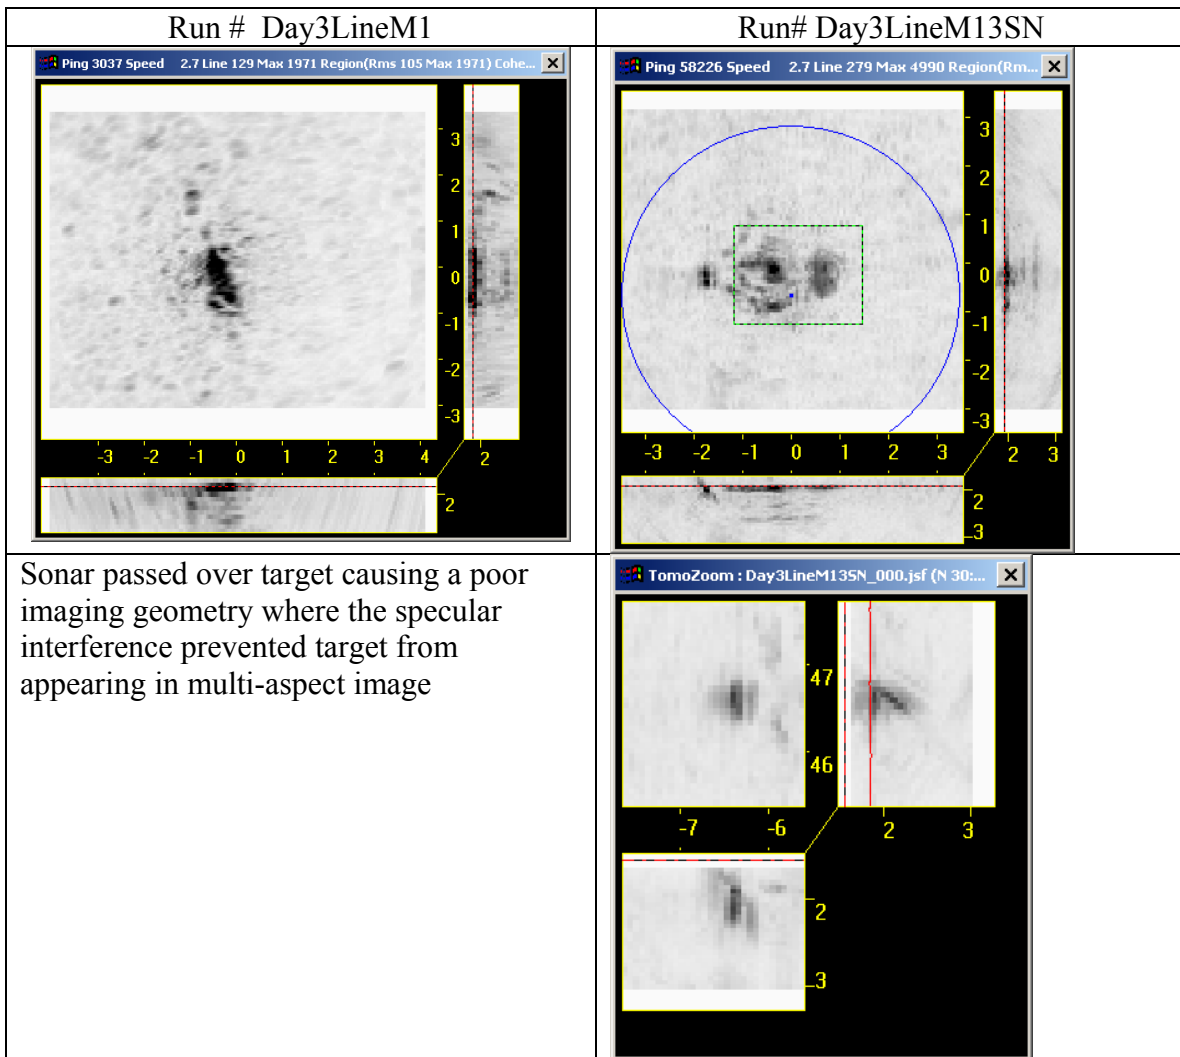 Run # Day3LineM1
Run# Day3LineM13SN
Ping 3037 Speed 2.7 Line 129 Max 1971 Region(Rms 105 Max 1971) Cohe...
3
2
1
0
-1
-2
-3
-3 -2 -1 0 1 2 3 4
2
2
Ping 58226 Speed 2.7 Line 279 Max 4990 Region(Rm...
3
2
1
0
-1
-2
-3
-3 -2 -1 0 1 2 3
2 3
2
3
Sonar passed over target causing a poor
imaging geometry where the specular
interference prevented target from
appearing in multi-aspect image
TomoZoom : Day3LineM13SN_000.jsf (N 30:...
47
46
-7 -6
2 3
2
3